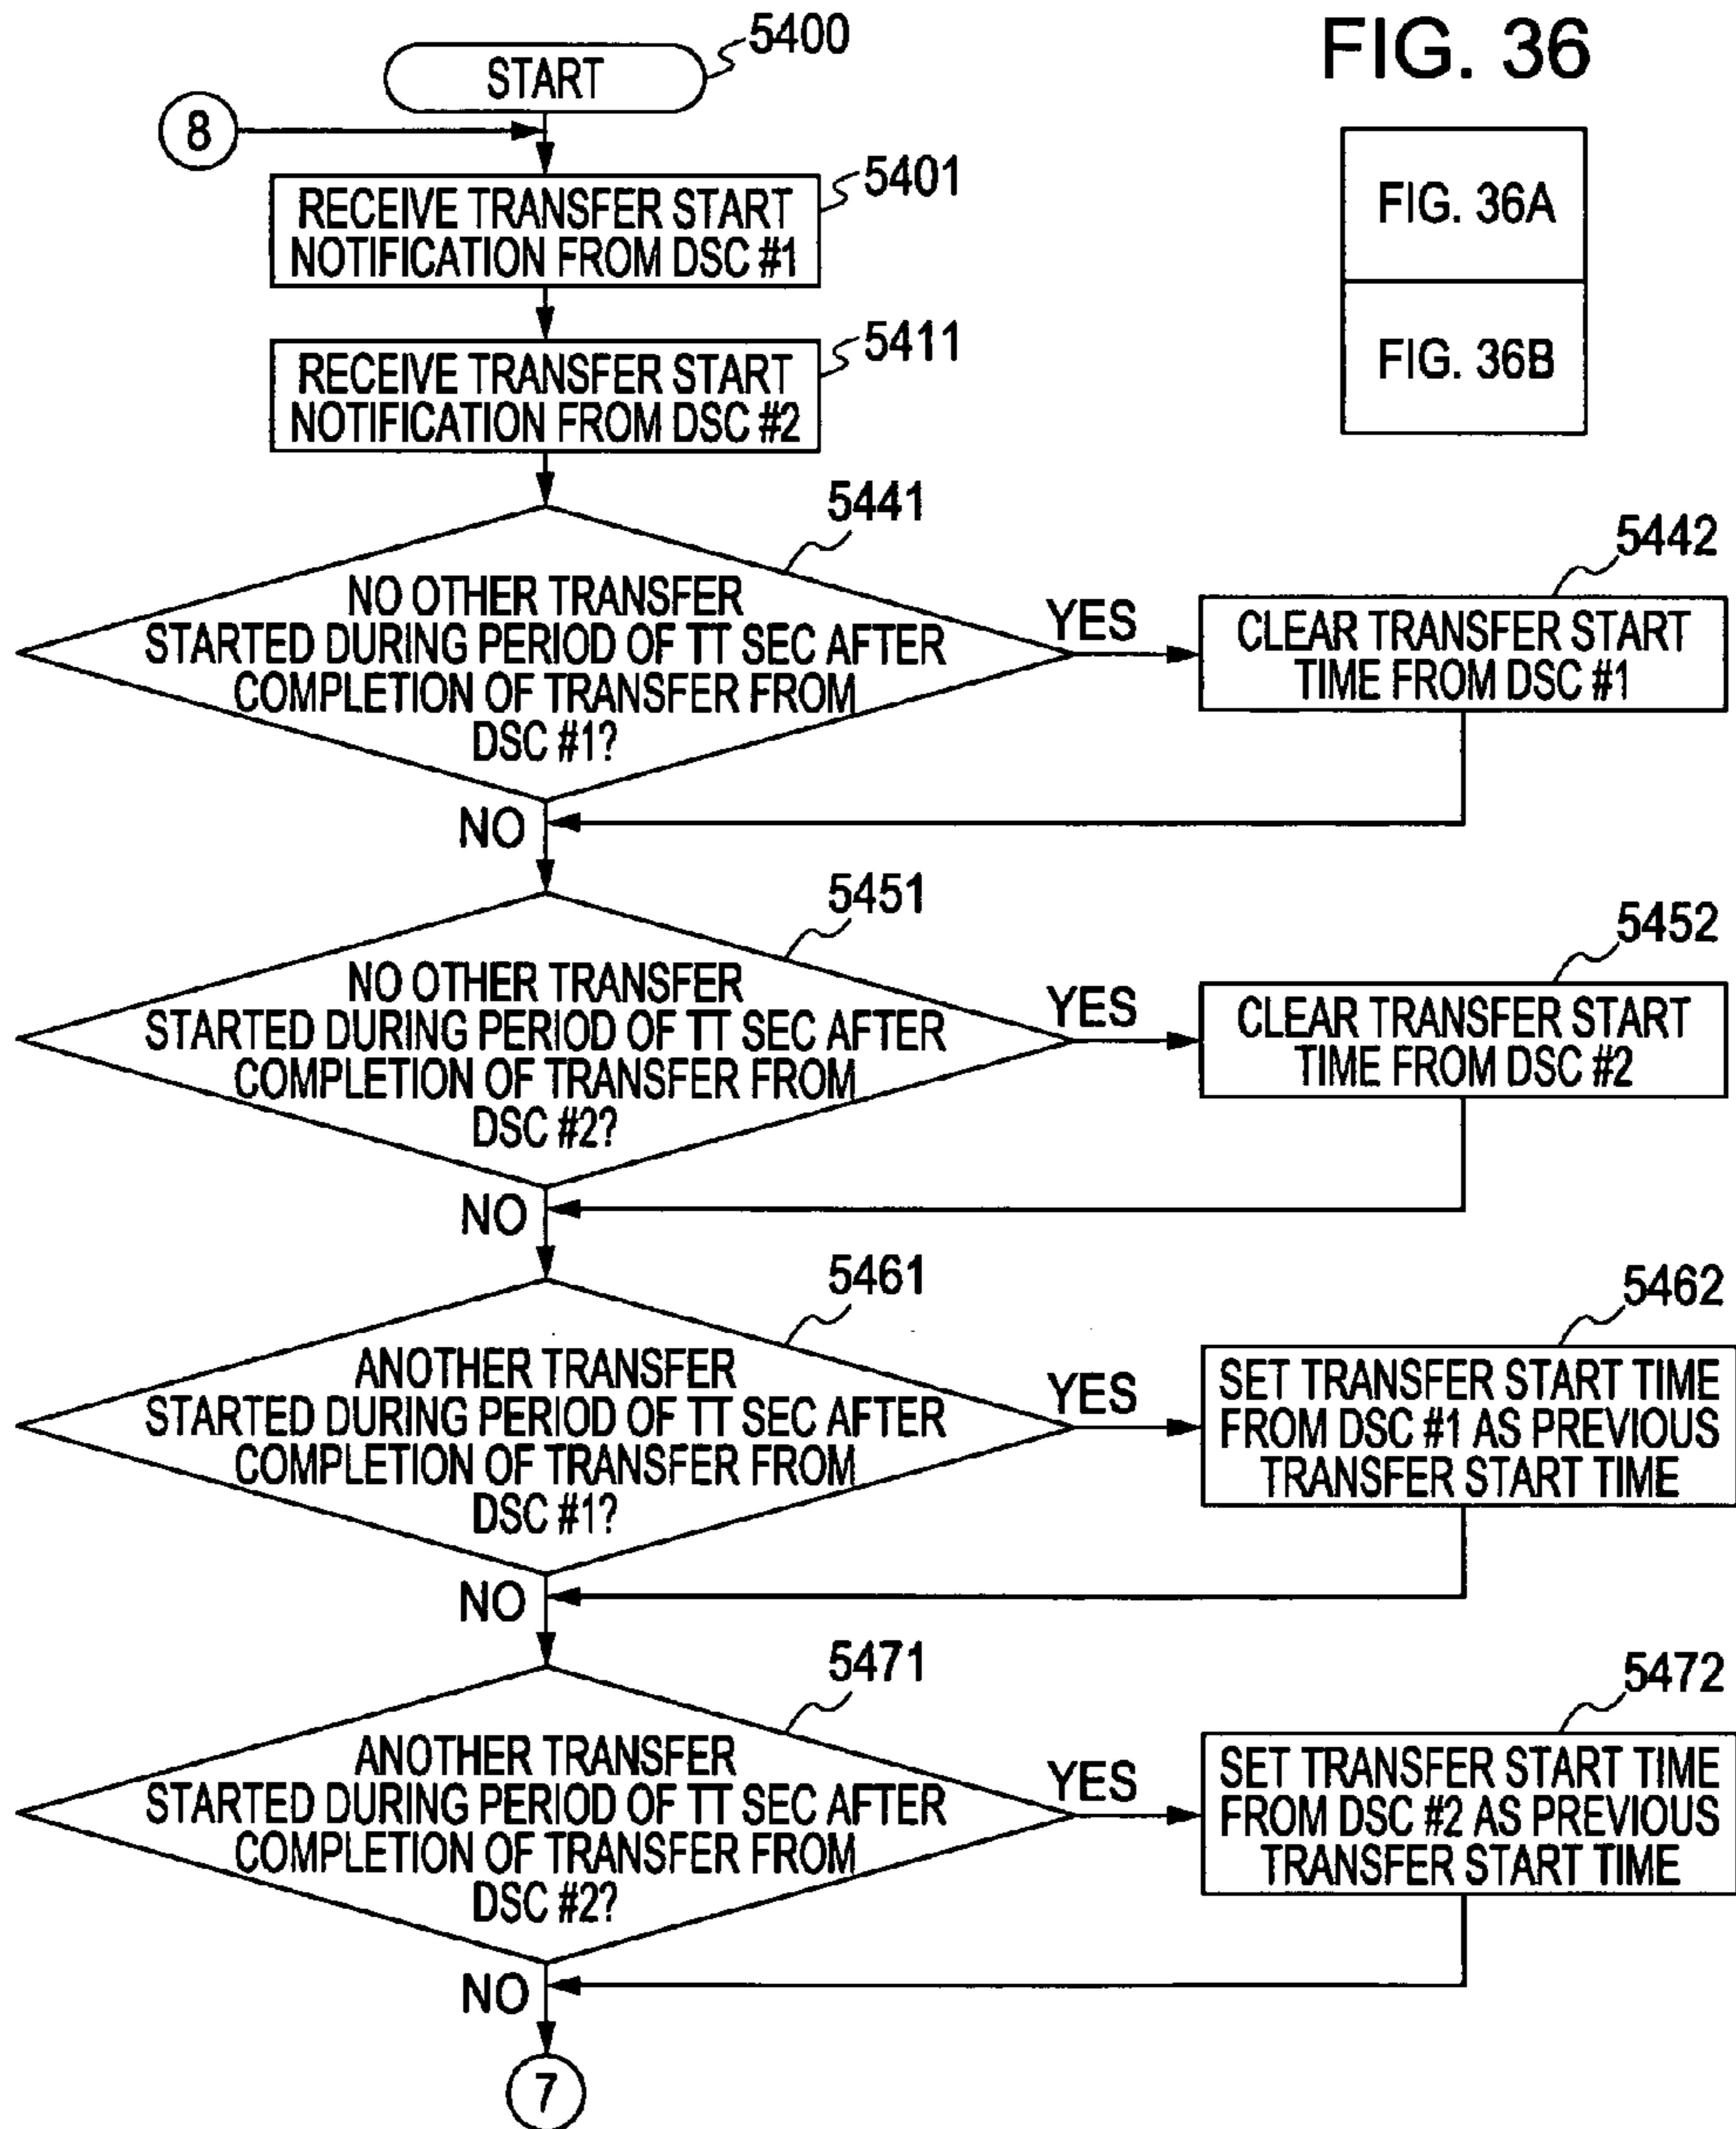 FIG. 36
FIG. 36A
FIG. 36B
START
5400
8
RECEIVE TRANSFER START
NOTIFICATION FROM DSC #1
5401
RECEIVE TRANSFER START
NOTIFICATION FROM DSC #2
5411
5441
NO OTHER TRANSFER
STARTED DURING PERIOD OF TT SEC AFTER
COMPLETION OF TRANSFER FROM
DSC #1?
YES
5442
CLEAR TRANSFER START
TIME FROM DSC #1
NO
5451
NO OTHER TRANSFER
STARTED DURING PERIOD OF TT SEC AFTER
COMPLETION OF TRANSFER FROM
DSC #2?
YES
5452
CLEAR TRANSFER START
TIME FROM DSC #2
NO
5461
ANOTHER TRANSFER
STARTED DURING PERIOD OF TT SEC AFTER
COMPLETION OF TRANSFER FROM
DSC #1?
YES
5462
SET TRANSFER START TIME
FROM DSC #1 AS PREVIOUS
TRANSFER START TIME
NO
5471
ANOTHER TRANSFER
STARTED DURING PERIOD OF TT SEC AFTER
COMPLETION OF TRANSFER FROM
DSC #2?
YES
5472
SET TRANSFER START TIME
FROM DSC #2 AS PREVIOUS
TRANSFER START TIME
NO
7